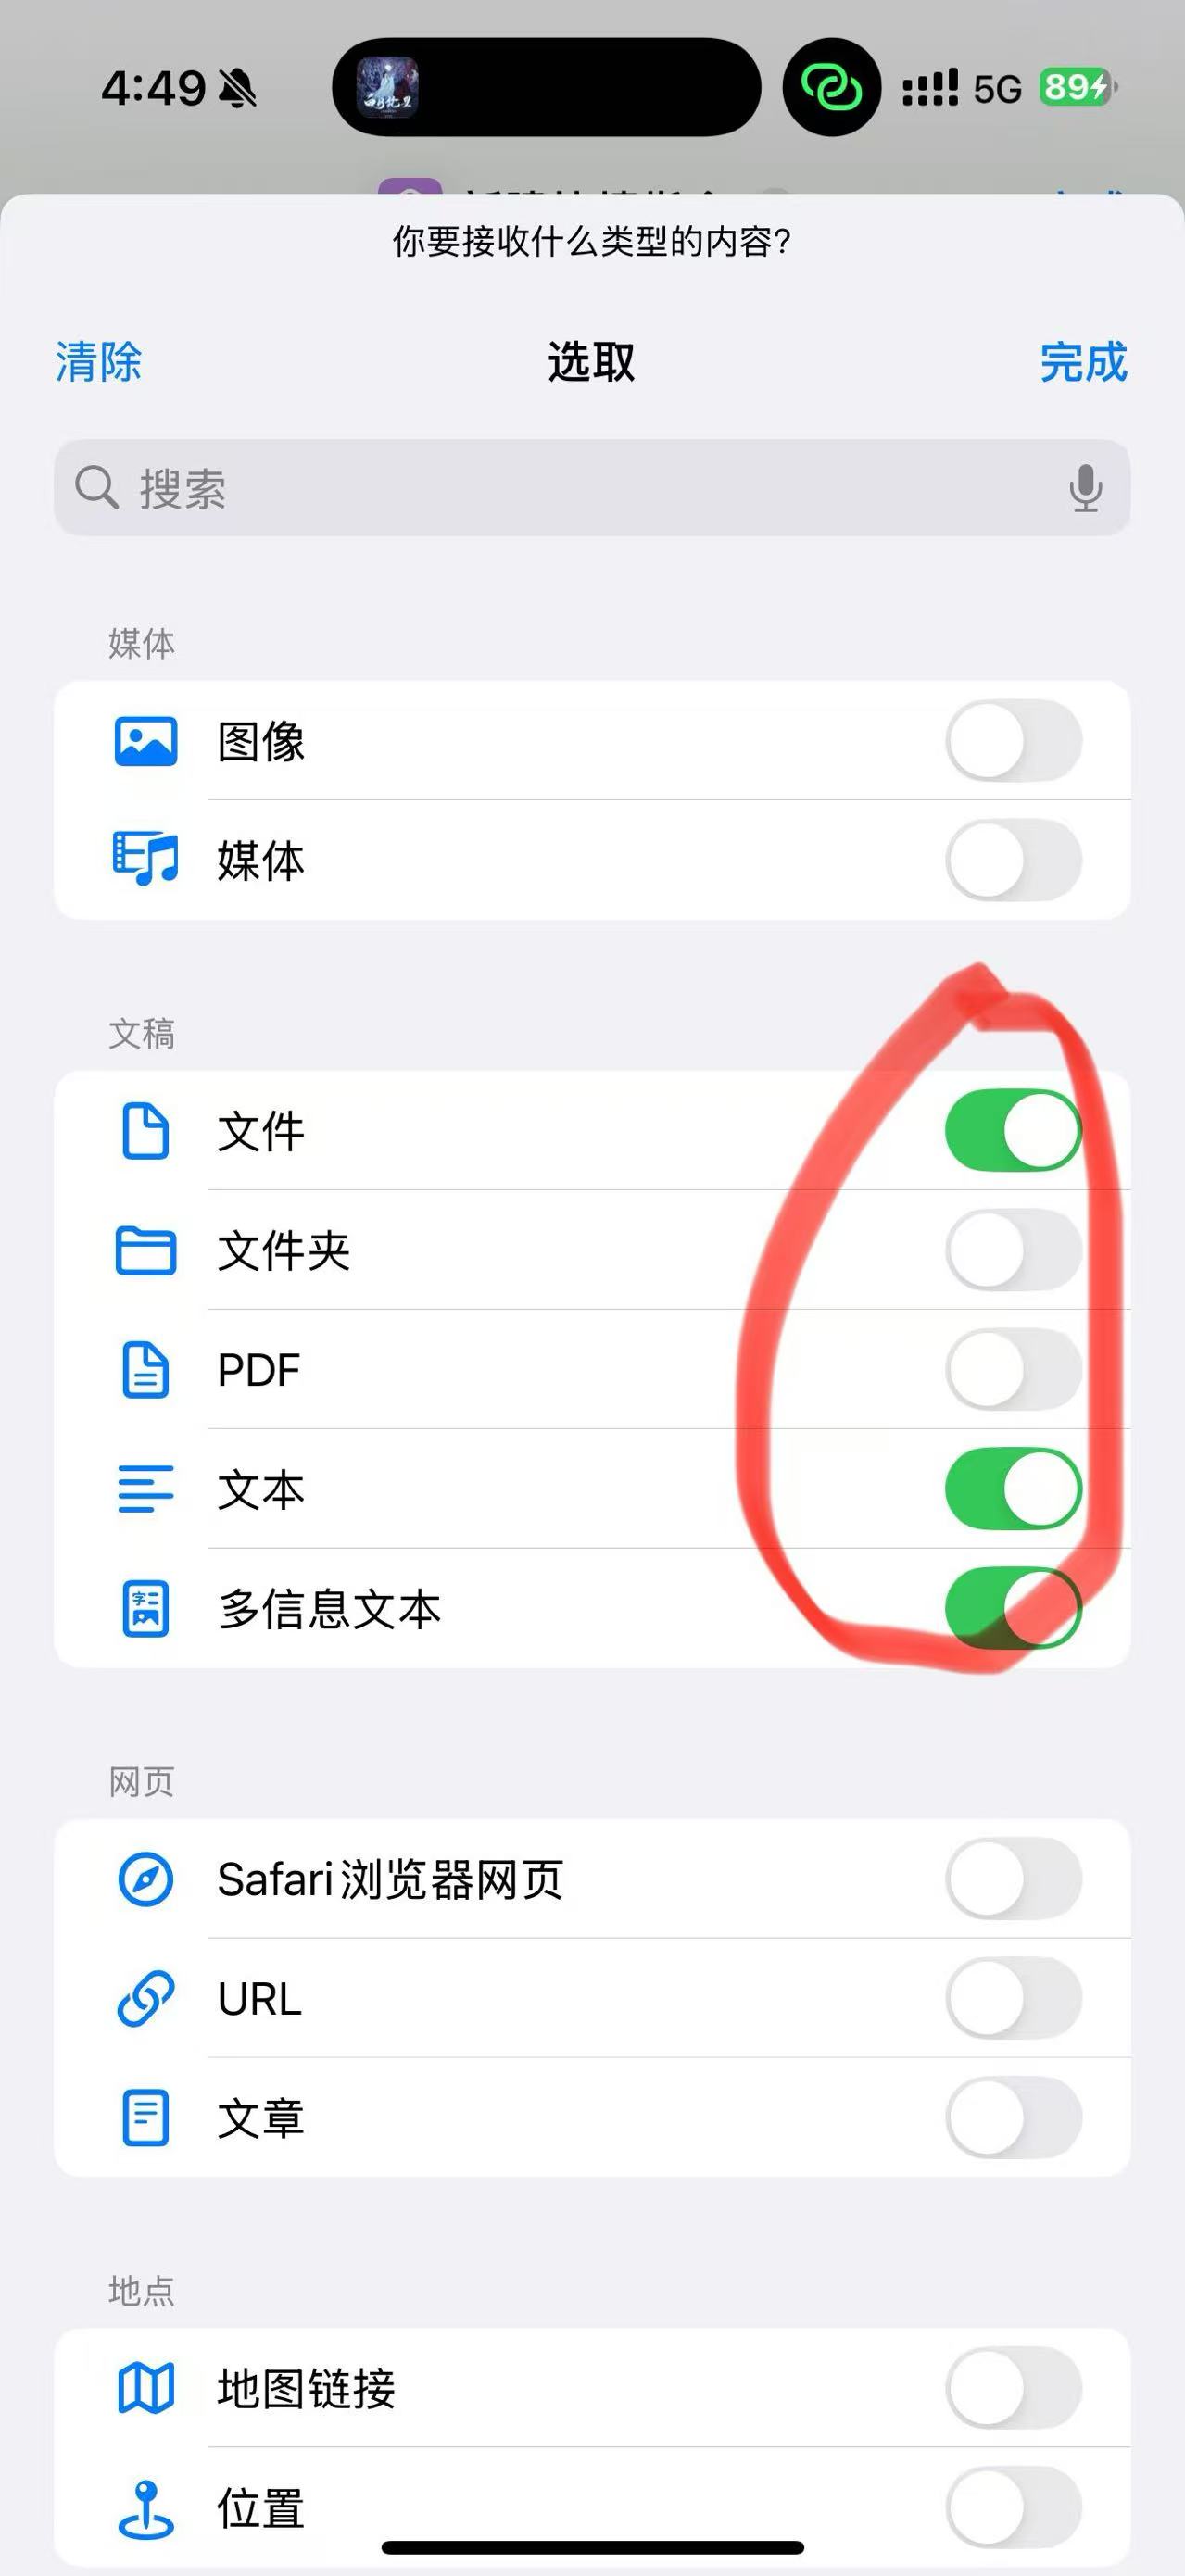 4:49
5G
89
你要接收什么类型的内容?
清除
选取
完成
搜索
媒体
图像
媒体
文稿
文件
文件夹
PDF
文本
多信息文本
网页
Safari浏览器网页
URL
文章
地点
地图链接
位置